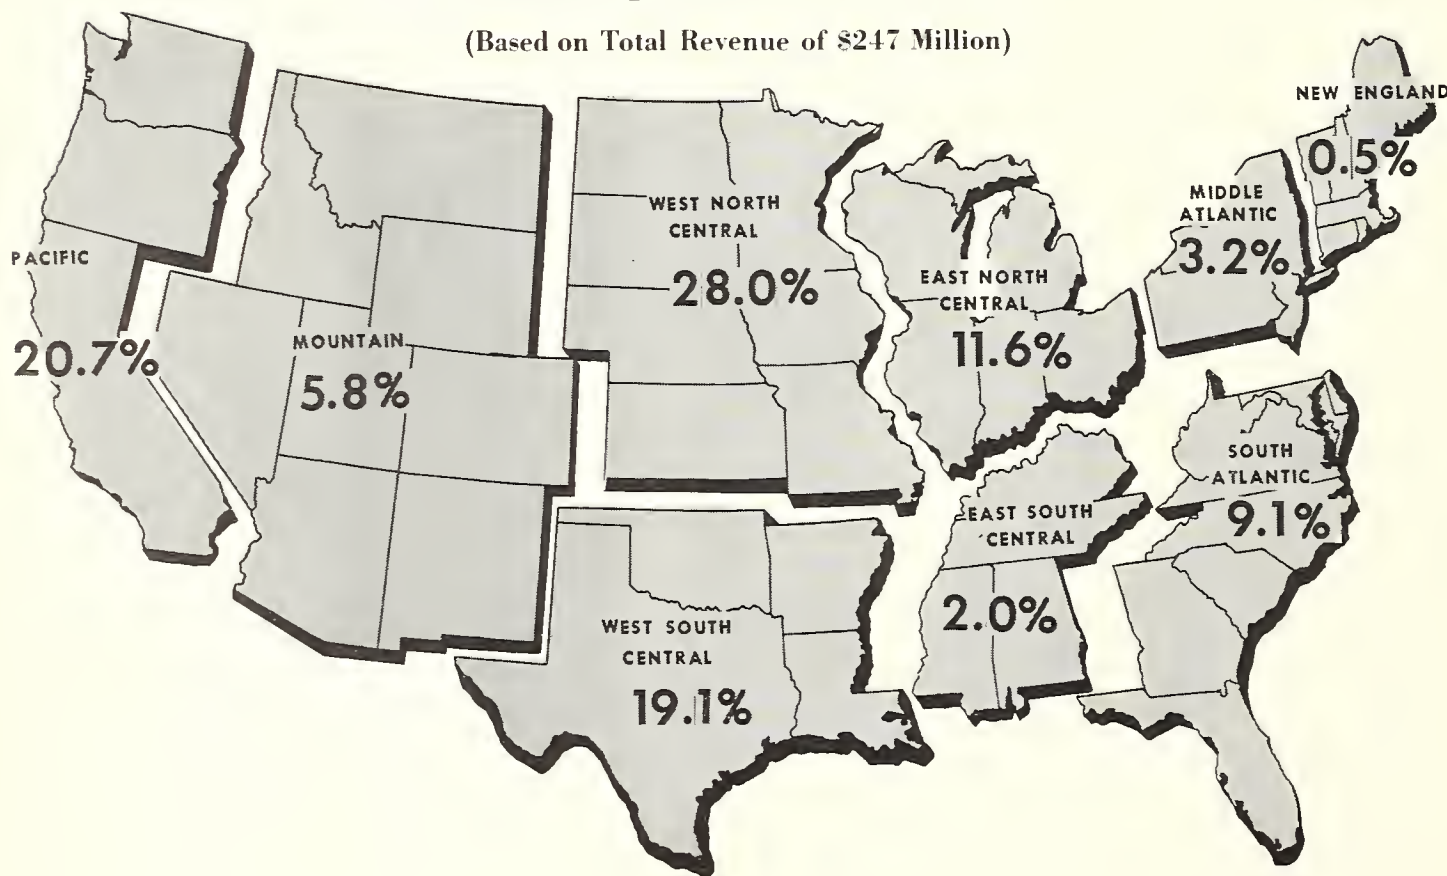 (Based on Total Revenue of $247 Million)
NEW ENGLAND
0.5%
MIDDLE
ATLANTIC
3.2%
WEST NORTH
CENTRAL
28.0%
EAST NORTH
CENTRAL
11.6%
PACIFIC
20.7%
MOUNTAIN
5.8%
SOUTH
ATLANTIC
9.1%
EAST SOUTH
CENTRAL
2.0%
WEST SOUTH
CENTRAL
19.1%